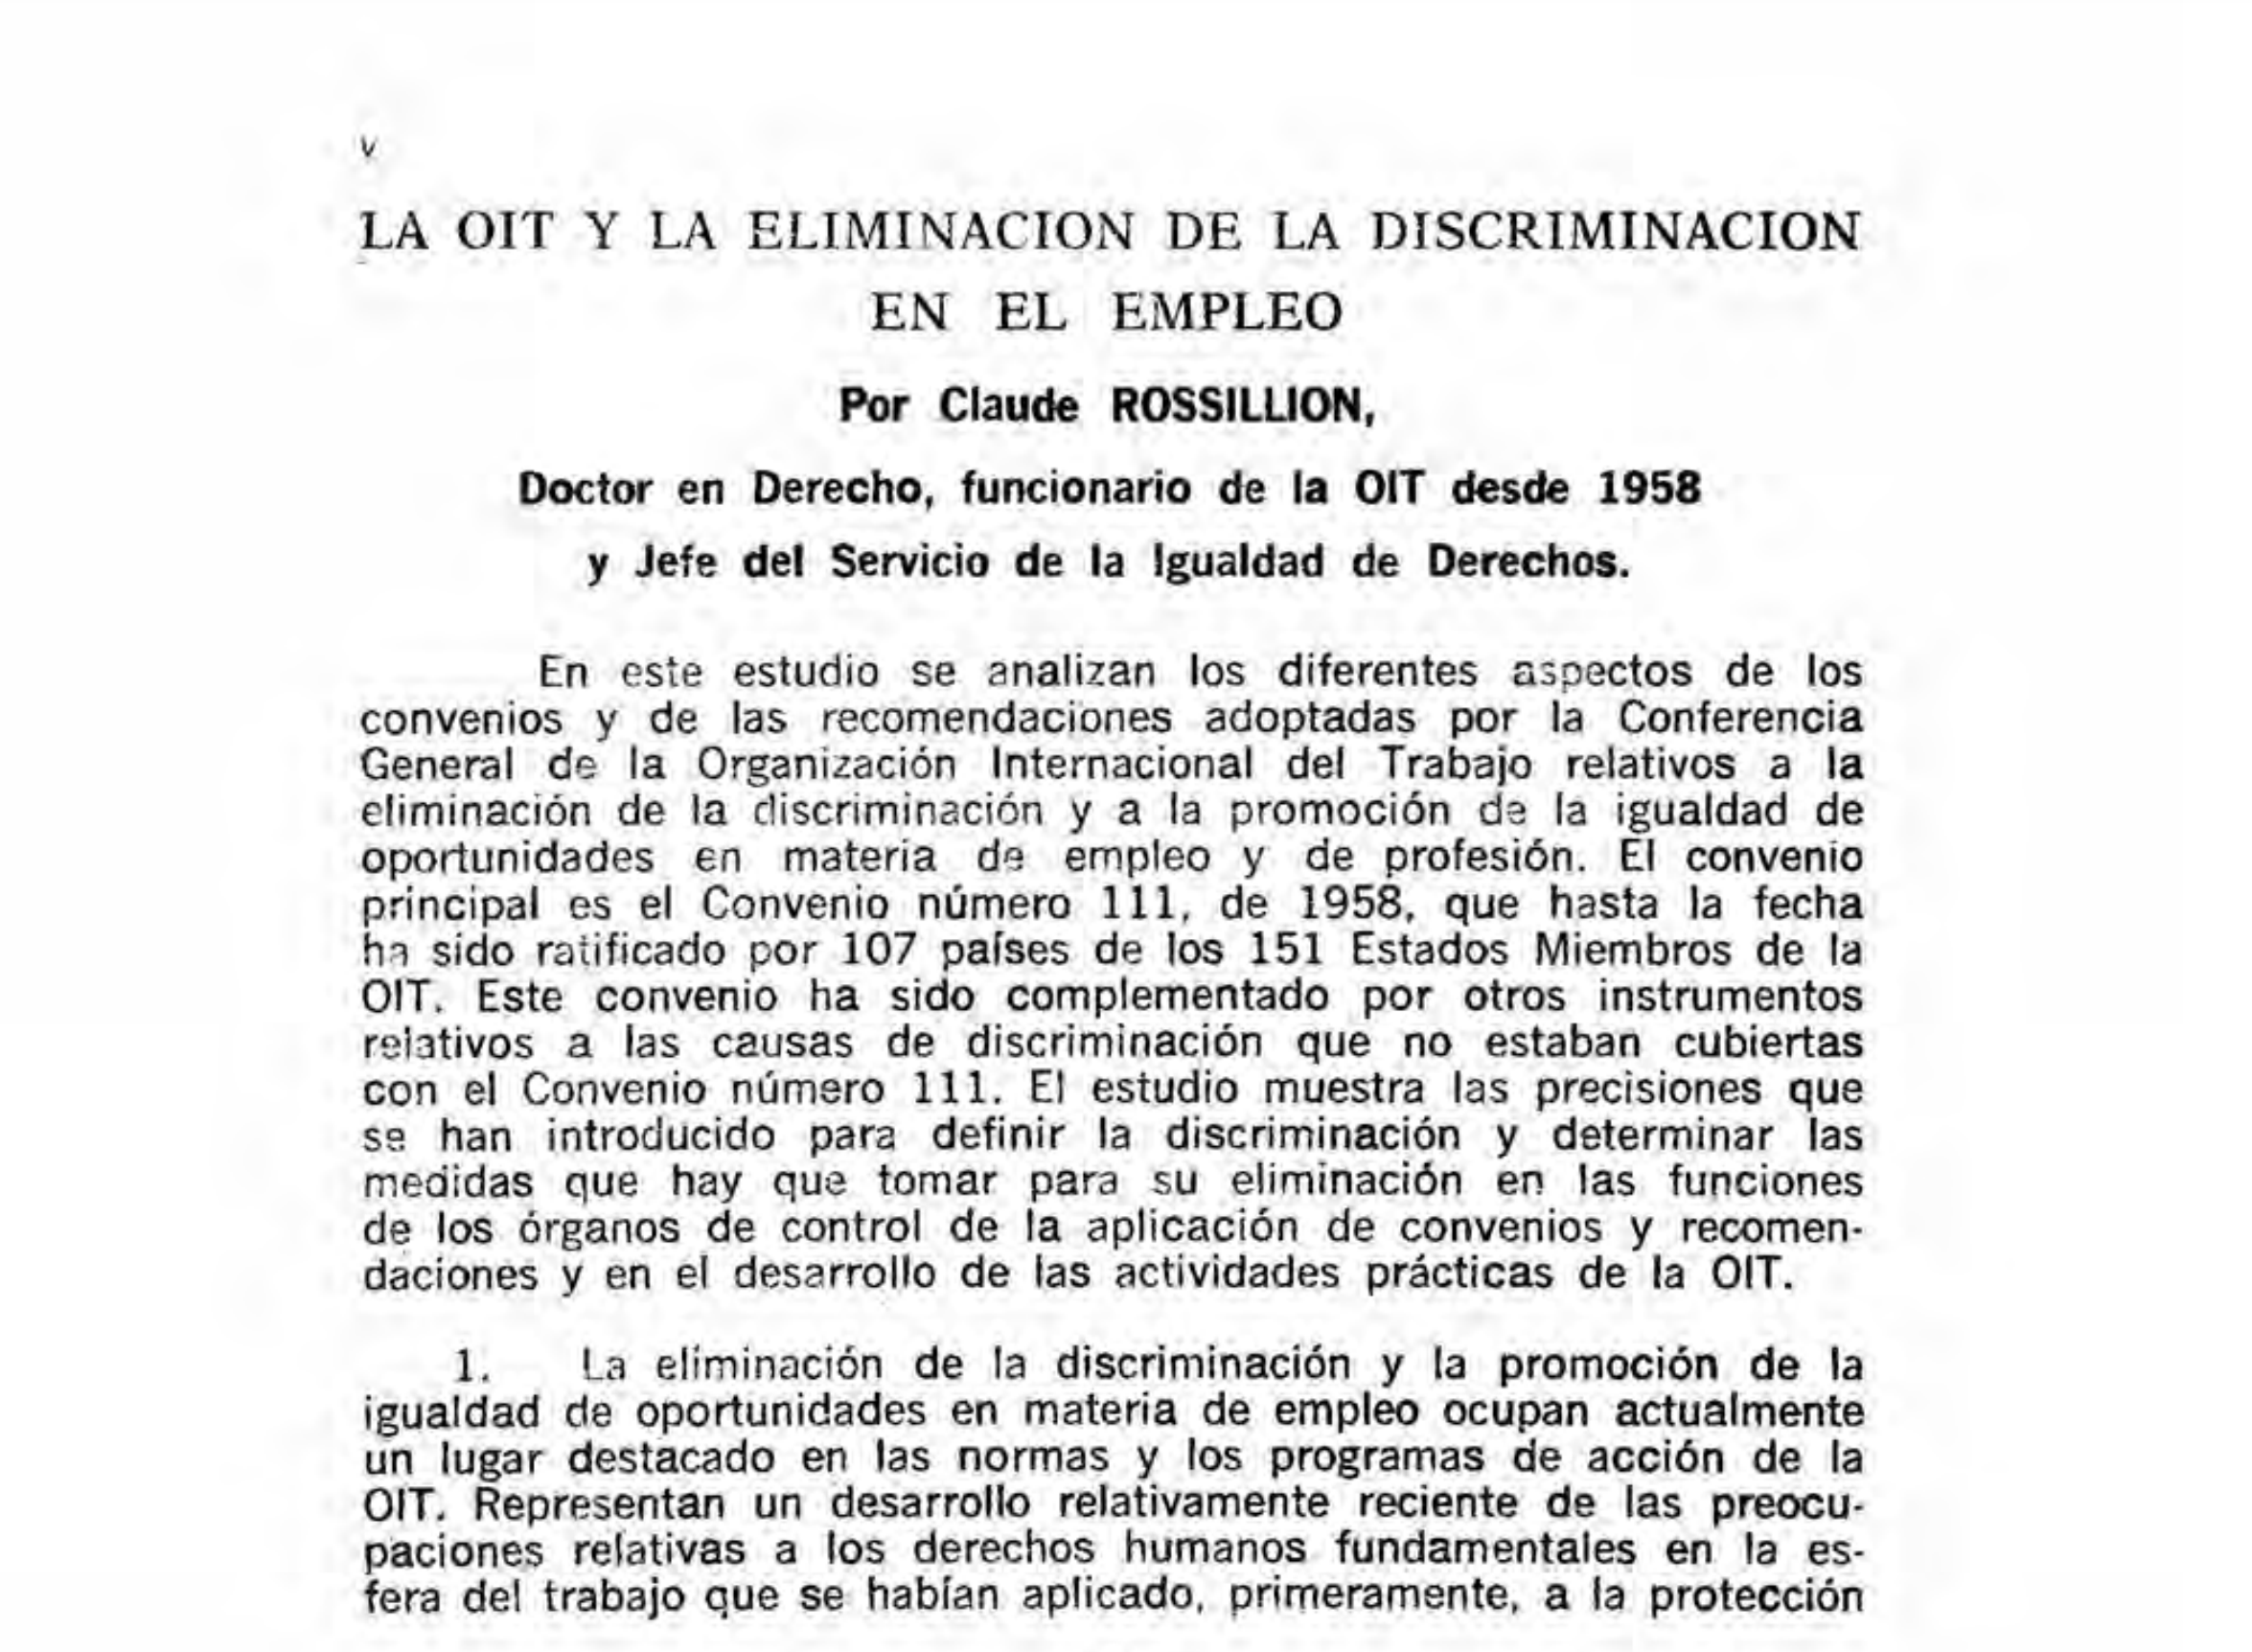 v
LA OIT Y LA ELIMINACION DE LA DISCRIMINACION
EN EL EMPLEO
Por Claude ROSSILLION,
Doctor en Derecho, funcionario de la OIT desde 1958
y Jefe del Servicio de la Igualdad de Derechos.
En este estudio se analizan los diferentes aspectos de los
convenios y de las recomendaciones adoptadas por la Conferencia
General de la Organización Internacional del Trabajo relativos a la
eliminación de la discriminación y a la promoción de la igualdad de
oportunidades en materia de empleo y de profesión. El convenio
principal es el Convenio número 111, de 1958, que hasta la fecha
ha sido ratificado por 107 países de los 151 Estados Miembros de la
OIT. Este convenio ha sido complementado por otros instrumentos
relativos a las causas de discriminación que no estaban cubiertas
con el Convenio número 111. El estudio muestra las precisiones que
se han introducido para definir la discriminación y determinar las
medidas que hay que tomar para su eliminación en las funciones
de los órganos de control de la aplicación de convenios y recomen-
daciones y en el desarrollo de las actividades prácticas de la OIT.
1. La eliminación de la discriminación y la promoción de la
igualdad de oportunidades en materia de empleo ocupan actualmente
un lugar destacado en las normas y los programas de acción de la
OIT. Representan un desarrollo relativamente reciente de las preocu-
paciones relativas a los derechos humanos fundamentales en la es-
fera del trabajo que se habían aplicado, primeramente, a la protección